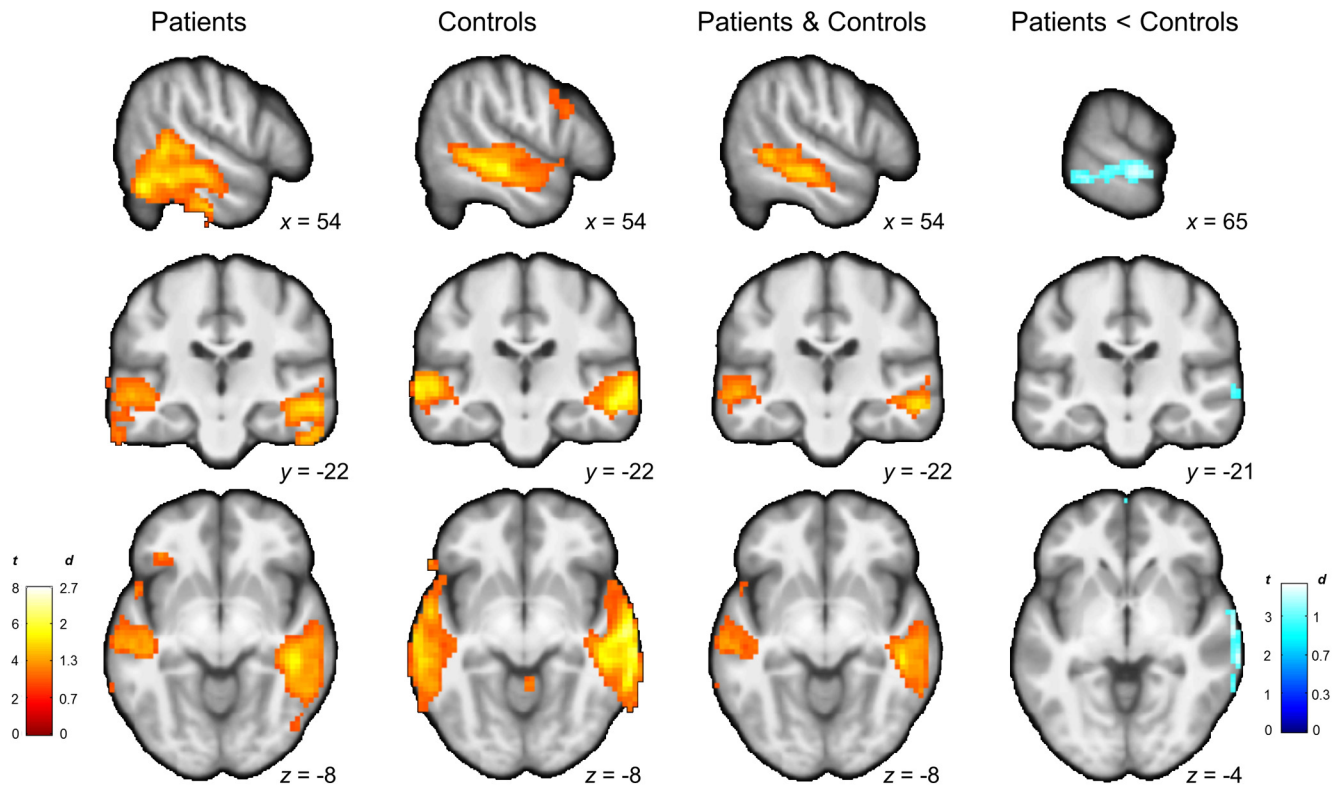 Patients Controls Patients & Controls Patients < Controls
x = 54 x = 54 x = 54 x = 65
y = -22 y = -22 y = -22 y = -21
t d
8 2.7
6 2
4 1.3
2 0.7
0 0
t d
3 1
2 0.7
1 0.3
0 0
z = -8 z = -8 z = -8 z = -4